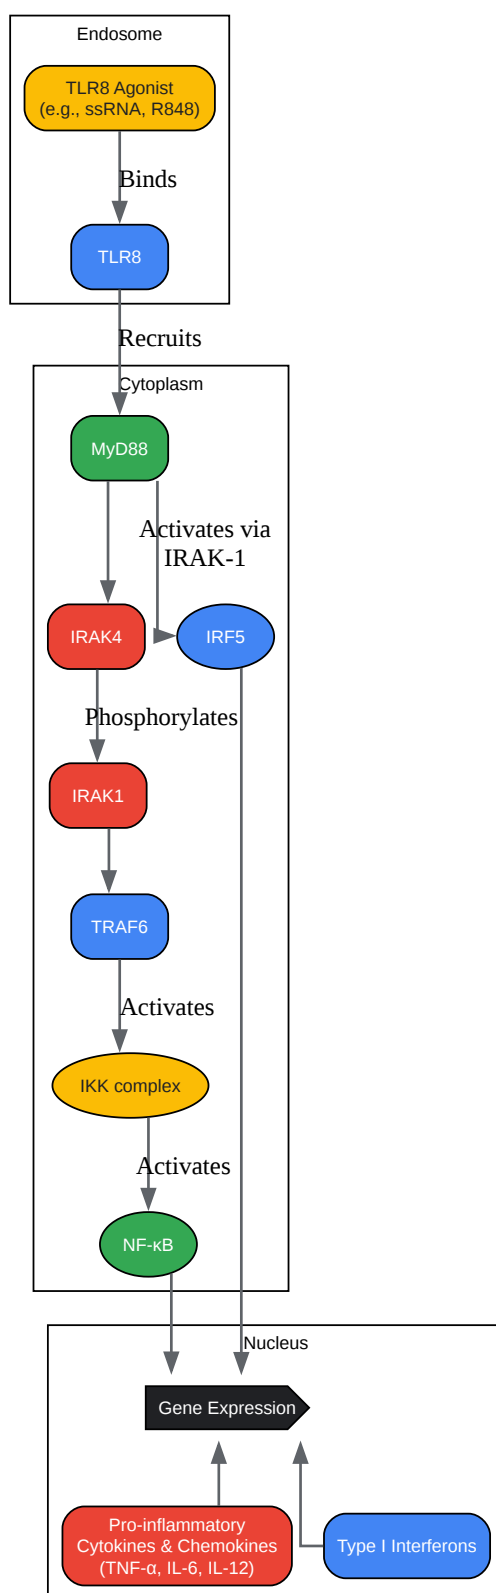 Endosome
TLR8 Agonist
(e.g., ssRNA, R848)
Binds
TLR8
Recruits
Cytoplasm
MyD88
Activates via
IRAK-1
IRAK4
IRF5
Phosphorylates
IRAK1
TRAF6
Activates
IKK complex
Activates
NF-κB
Nucleus
Gene Expression
Pro-inflammatory
Cytokines & Chemokines
(TNF-α, IL-6, IL-12)
Type I Interferons